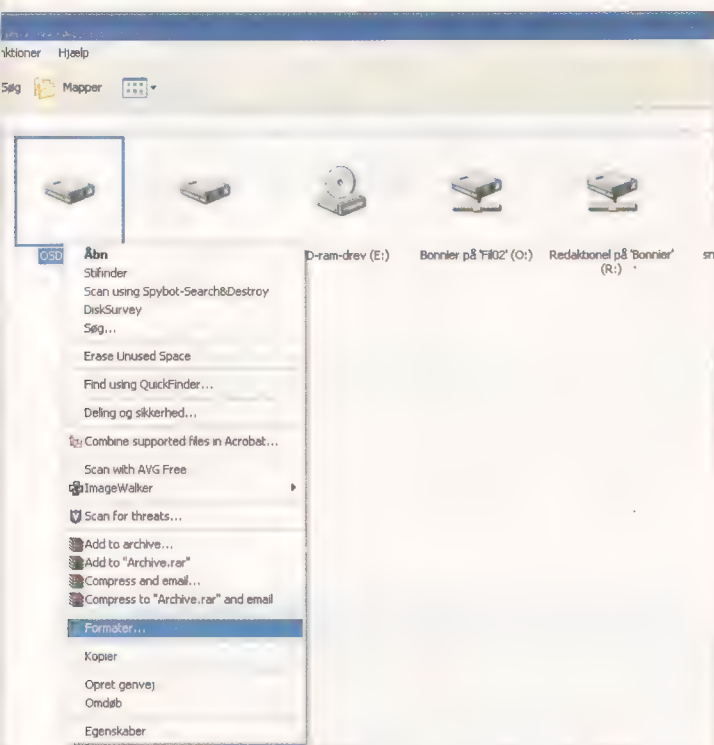 ktioner Hjælp
Søg Mapper
OSD
D-ram-drev (E:)
Bonnier på 'Fil02' (O:)
Redaktionel på 'Bonnier' (R:)
sn
Åbn
Stifinder
Scan using Spybot-Search&Destroy
DiskSurvey
Søg...
Erase Unused Space
Find using QuickFinder...
Deling og sikkerhed...
Combine supported files in Acrobat...
Scan with AVG Free
ImageWalker
Scan for threats...
Add to archive...
Add to "Archive.rar"
Compress and email...
Compress to "Archive.rar" and email
Formater...
Kopier
Opret genvej
Omdøb
Egenskaber